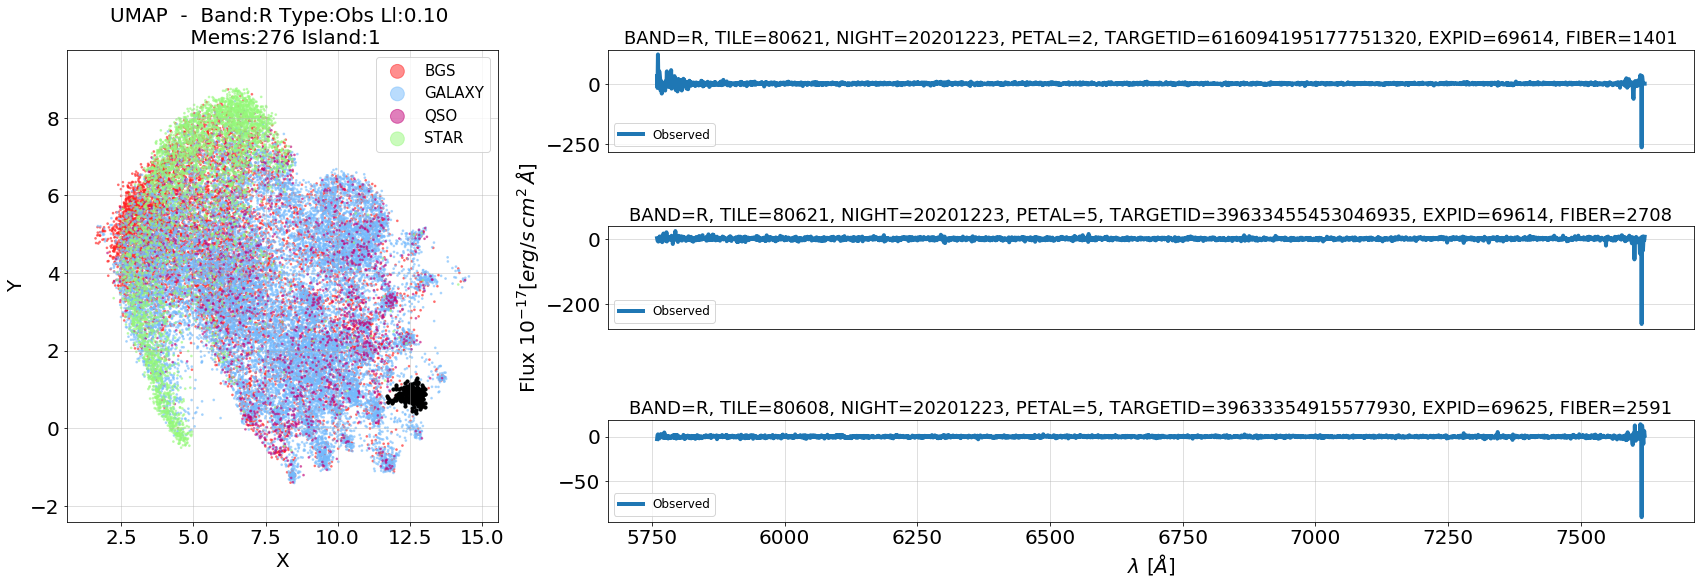 UMAP - Band:R Type:Obs Ll:0.10
Mems:276 Island:1
BGS
GALAXY
QSO
STAR
8
6
4
2
0
−2
Y
2.5 5.0 7.5 10.0 12.5 15.0
X
BAND=R, TILE=80621, NIGHT=20201223, PETAL=2, TARGETID=616094195177751320, EXPID=69614, FIBER=1401
0
−250
Observed
BAND=R, TILE=80621, NIGHT=20201223, PETAL=5, TARGETID=39633455453046935, EXPID=69614, FIBER=2708
0
−200
Observed
Flux 10⁻¹⁷[erg/s cm² Å]
BAND=R, TILE=80608, NIGHT=20201223, PETAL=5, TARGETID=39633354915577930, EXPID=69625, FIBER=2591
0
−50
Observed
5750 6000 6250 6500 6750 7000 7250 7500
λ [Å]